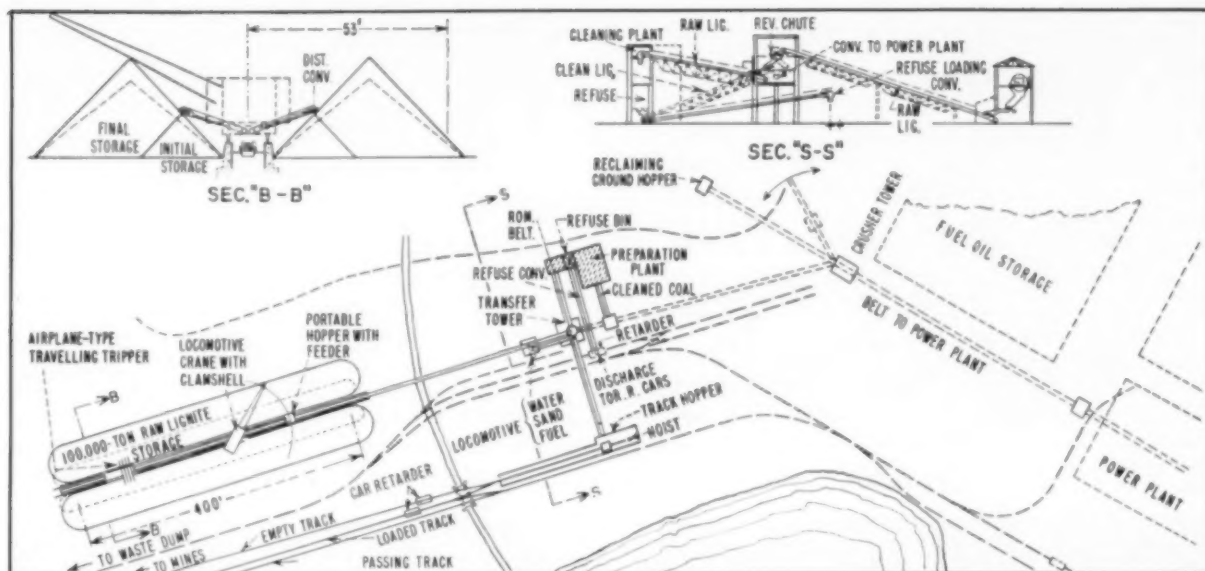 53'
DIST.
CONV.
FINAL
STORAGE
INITIAL
STORAGE
SEC. "B-B"
CLEANING PLANT
RAW LIG.
REV. CHUTE
CONV. TO POWER PLANT
CLEAN LIG.
REFUSE LOADING
CONV.
REFUSE
RAW
LIG.
SEC. "S-S"
RECLAIMING
GROUND HOPPER
S
ROM.
BELT.
REFUSE BIN
CRUSHER TOWER
FUEL OIL STORAGE
PREPARATION
PLANT
REFUSE CONV.
CLEANED COAL
TRANSFER
TOWER
RETARDER
BELT TO POWER PLANT
AIRPLANE-TYPE
TRAVELLING TRIPPER
LOCOMOTIVE
CRANE WITH
CLAMSHELL
PORTABLE
HOPPER WITH
FEEDER
B
100,000-TON RAW LIGNITE
STORAGE
DISCHARGE
TO R.R. CARS
LOCOMOTIVE
WATER
SAND
FUEL
TRACK HOPPER
HOIST
POWER PLANT
400'
CAR RETARDER
S
B
EMPTY TRACK
TO WASTE DUMP
LOADED TRACK
TO MINES
PASSING TRACK